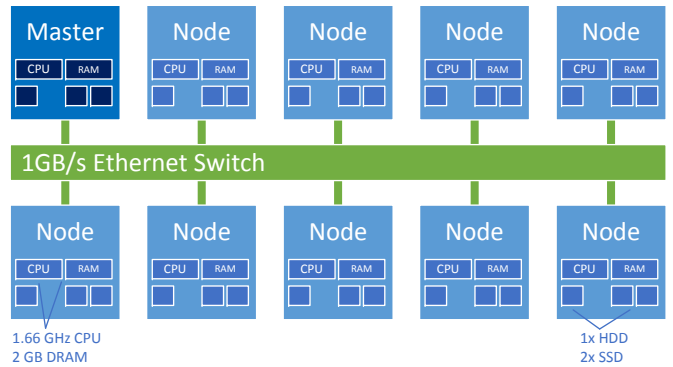 Master Node Node Node Node
CPU RAM CPU RAM CPU RAM CPU RAM CPU RAM
1GB/s Ethernet Switch
Node Node Node Node Node
CPU RAM CPU RAM CPU RAM CPU RAM CPU RAM
1.66 GHz CPU 1x HDD
2 GB DRAM 2x SSD